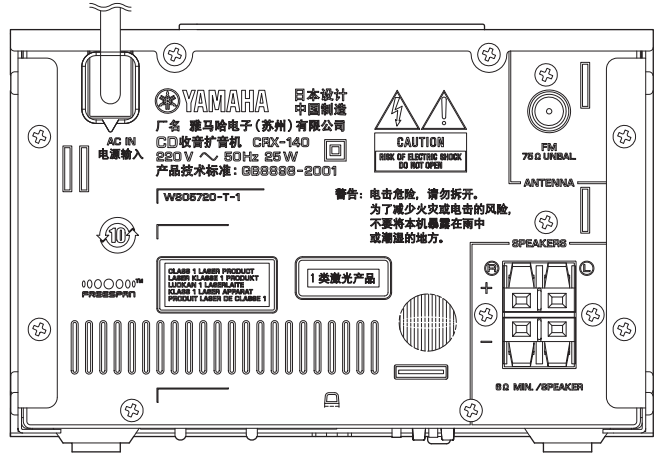 YAMAHA
日本设计
中国制造
厂名 雅马哈电子(苏州)有限公司
CD收音扩音机 CRX-140
220V ～ 50Hz 25W
产品技术标准: GB8898-2001
AC IN
电源输入
W805720-T-1
CAUTION
RISK OF ELECTRIC SHOCK
DO NOT OPEN
警告: 电击危险, 请勿拆开。
为了减少火灾或电击的风险,
不要将本机暴露在雨中
或潮湿的地方。
FM
75Ω UNBAL
ANTENNA
SPEAKERS
R
L
+
−
6Ω MIN. /SPEAKER
10
FREESPAN™
CLASS 1 LASER PRODUCT
LASER KLASSE 1 PRODUKT
LUOKAN 1 LASERLAITE
KLASS 1 LASER APPARAT
PRODUIT LASER DE CLASSE 1
1类激光产品